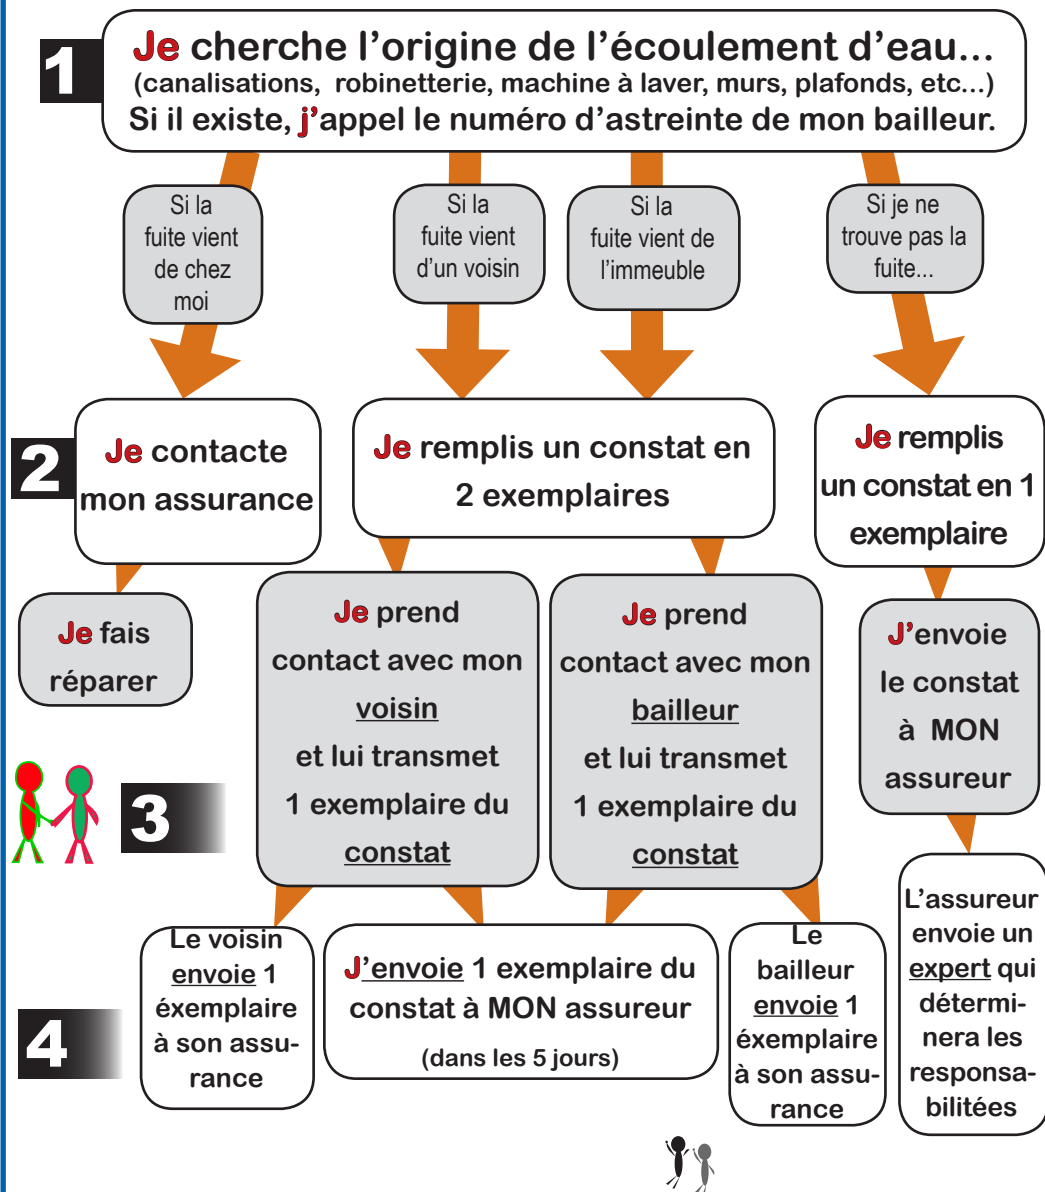 1
Je cherche l'origine de l'écoulement d'eau...
(canalisations, robinetterie, machine à laver, murs, plafonds, etc...)
Si il existe, j'appel le numéro d'astreinte de mon bailleur.
Si la
fuite vient
de chez
moi
Si la
fuite vient
d'un voisin
Si la
fuite vient de
l'immeuble
Si je ne
trouve pas la
fuite...
2
Je contacte
mon assurance
Je remplis un constat en
2 exemplaires
Je remplis
un constat en 1
exemplaire
Je fais
réparer
3
Je prend
contact avec mon
voisin
et lui transmet
1 exemplaire du
constat
Je prend
contact avec mon
bailleur
et lui transmet
1 exemplaire du
constat
J'envoie
le constat
à MON
assureur
4
Le voisin
envoie 1
éxemplaire
à son assu-
rance
J'envoie 1 exemplaire du
constat à MON assureur
(dans les 5 jours)
Le
bailleur
envoie 1
éxemplaire
à son assu-
rance
L'assureur
envoie un
expert qui
détermi-
nera les
responsa-
bilitées